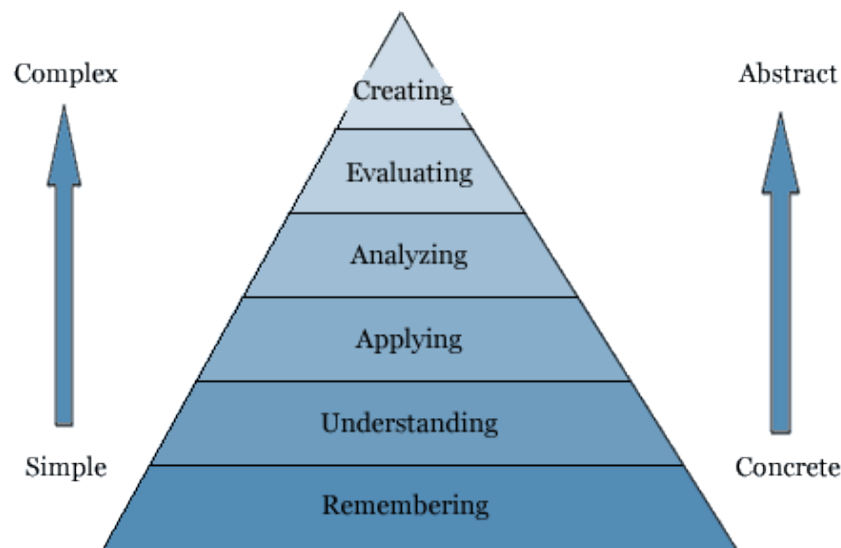 Complex
Abstract
Creating
Evaluating
Analyzing
Applying
Understanding
Simple
Concrete
Remembering